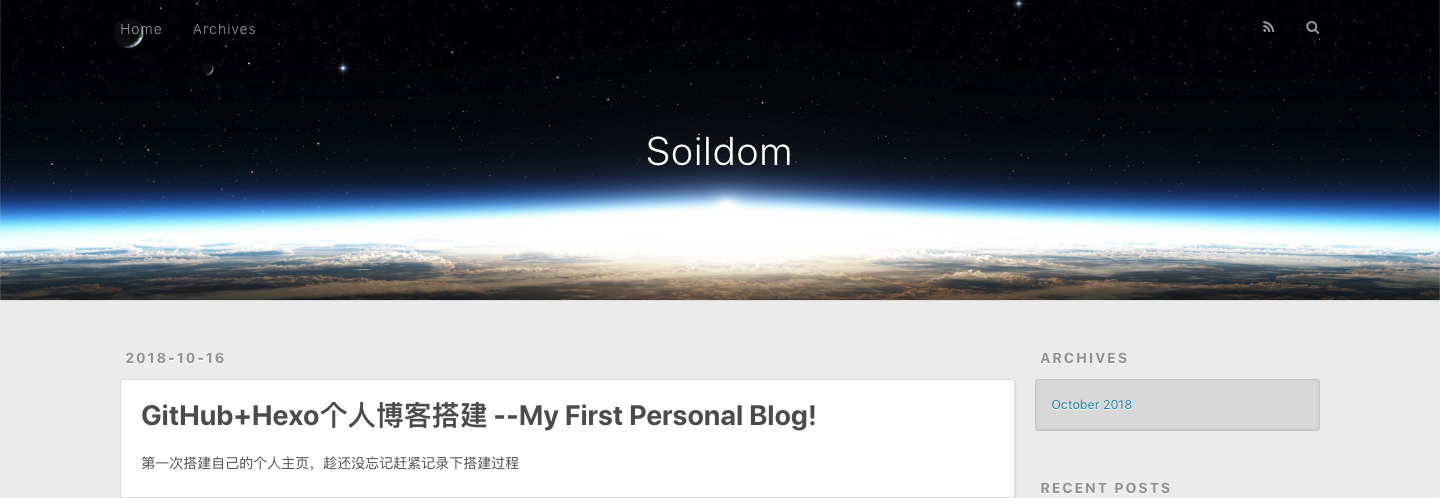 Home Archives
Soildom
2018-10-16
GitHub+Hexo个人博客搭建 --My First Personal Blog!
第一次搭建自己的个人主页，趁还没忘记赶紧记录下搭建过程
ARCHIVES
October 2018
RECENT POSTS